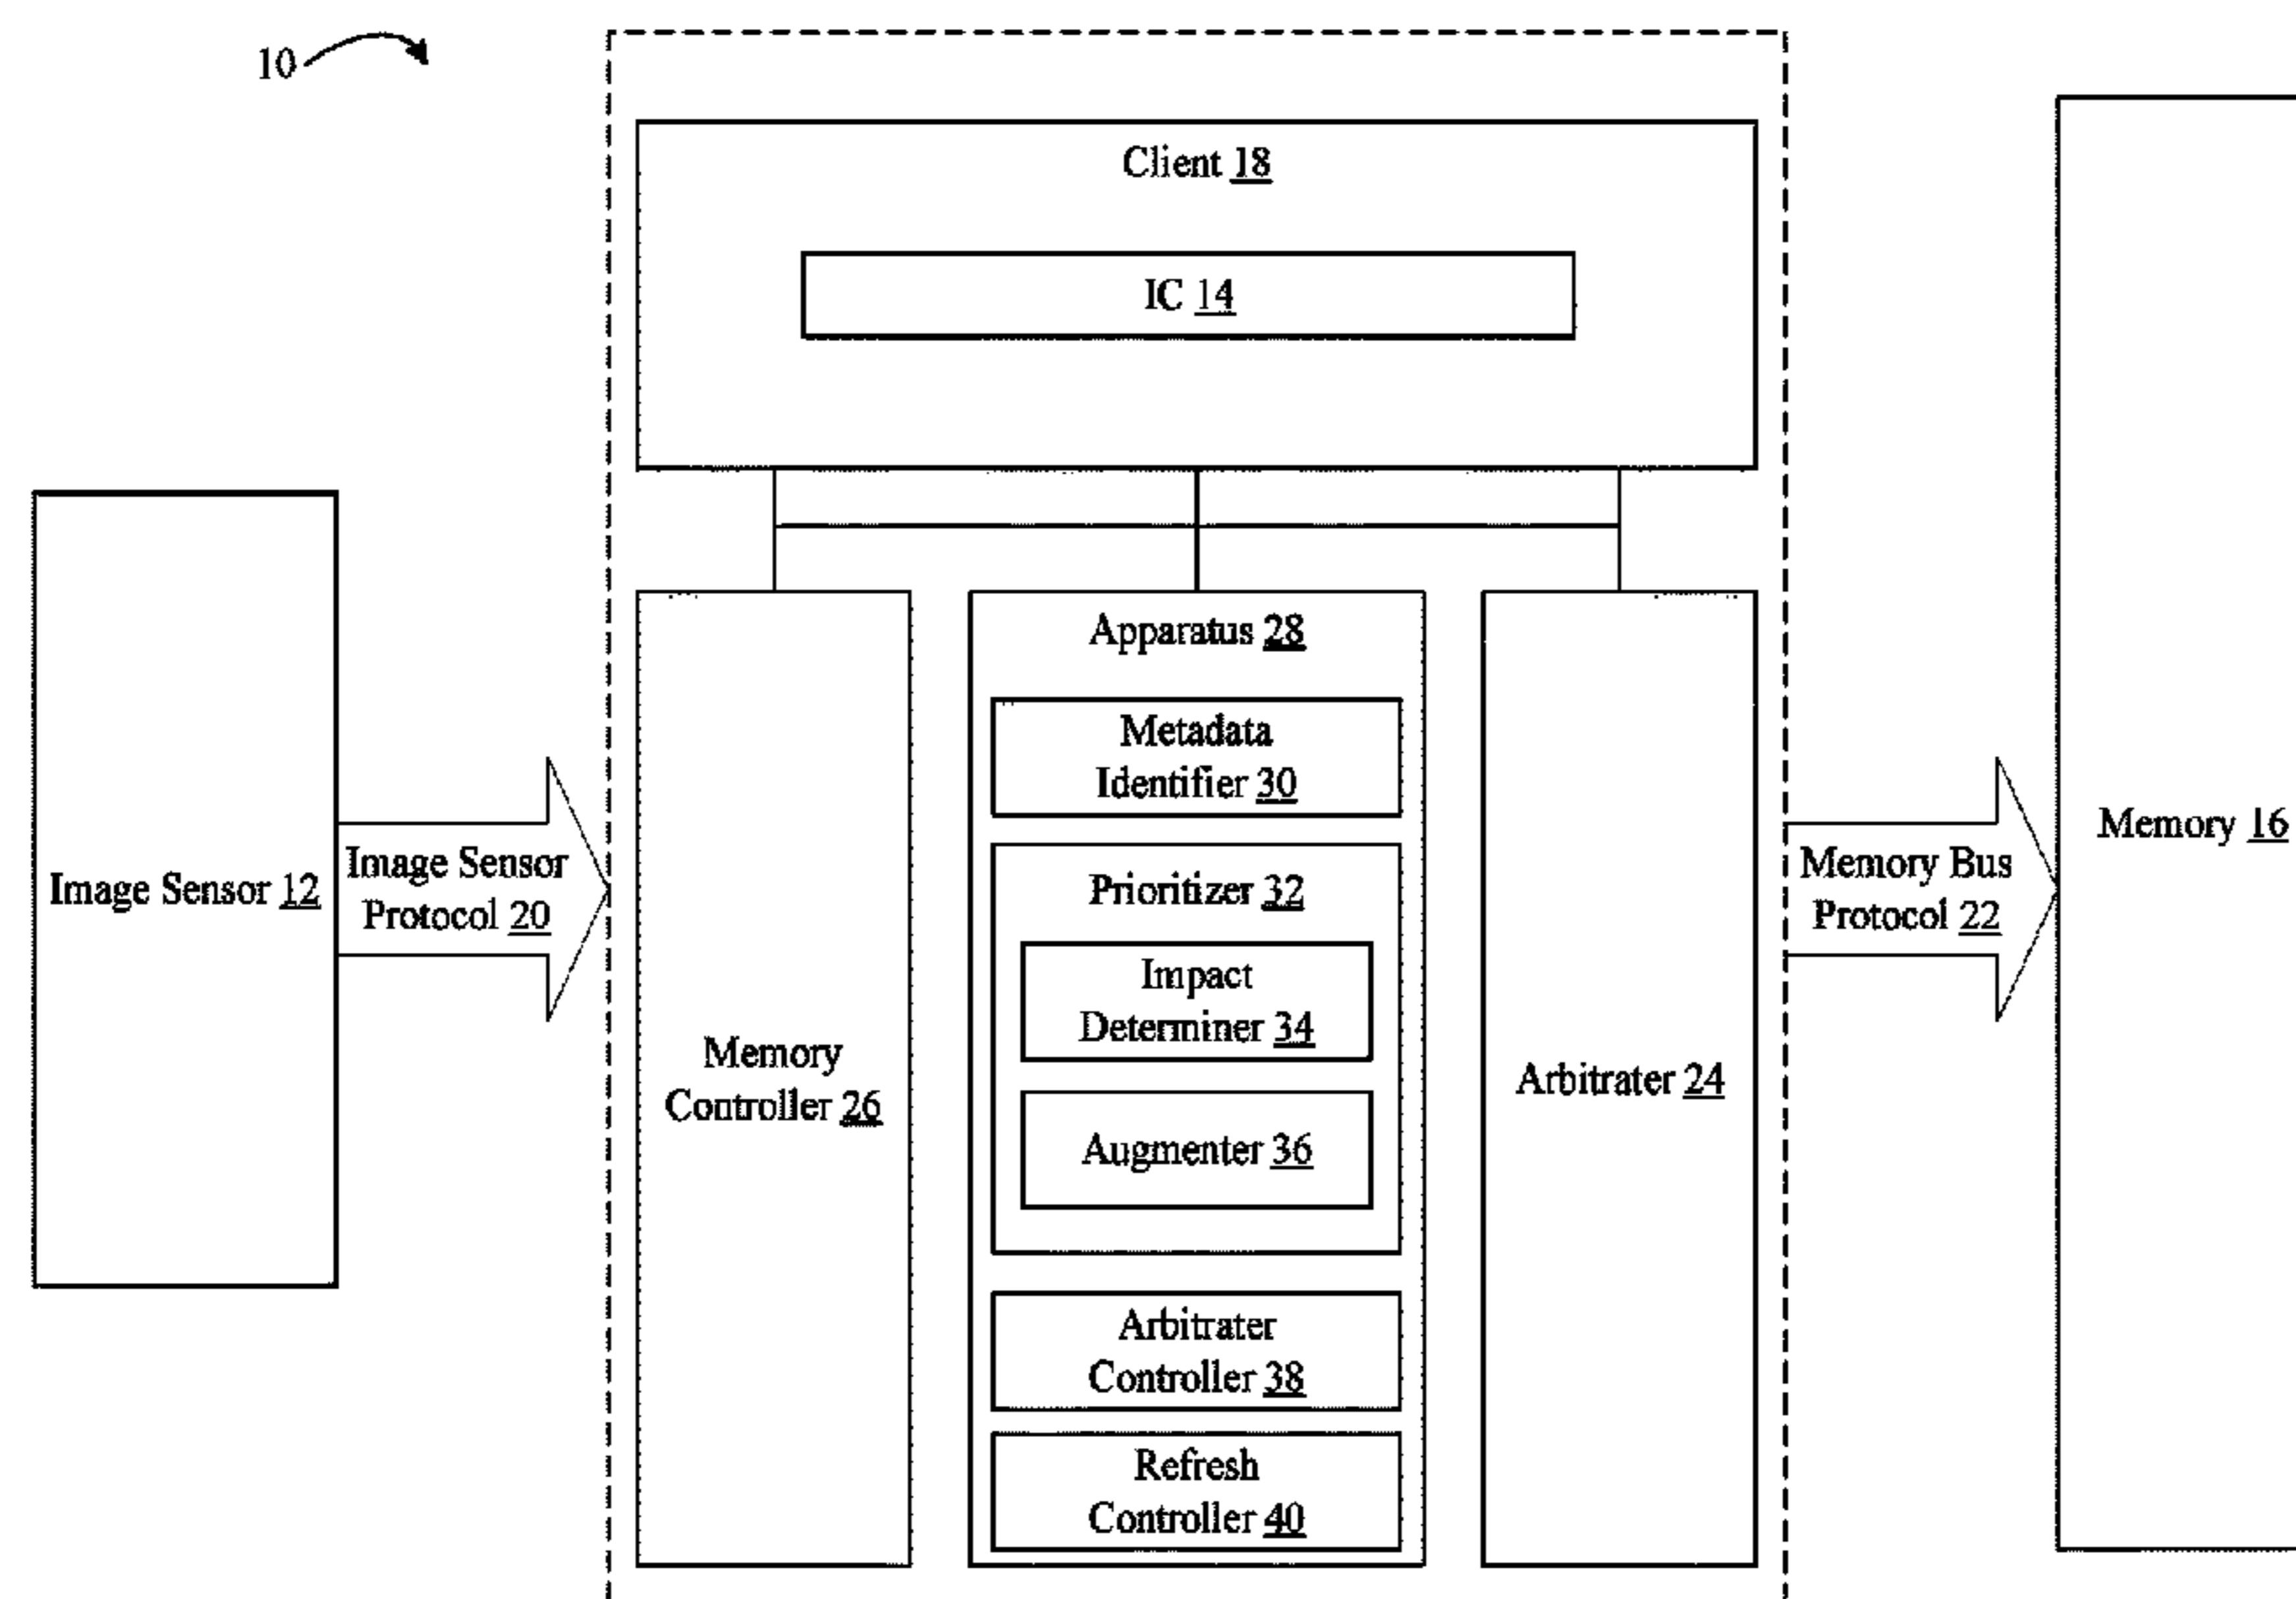 10
Client 18
IC 14
Image Sensor 12
Image Sensor
Protocol 20
Memory
Controller 26
Apparatus 28
Metadata
Identifier 30
Prioritizer 32
Impact
Determiner 34
Augmenter 36
Arbitrater
Controller 38
Refresh
Controller 40
Arbitrater 24
Memory Bus
Protocol 22
Memory 16